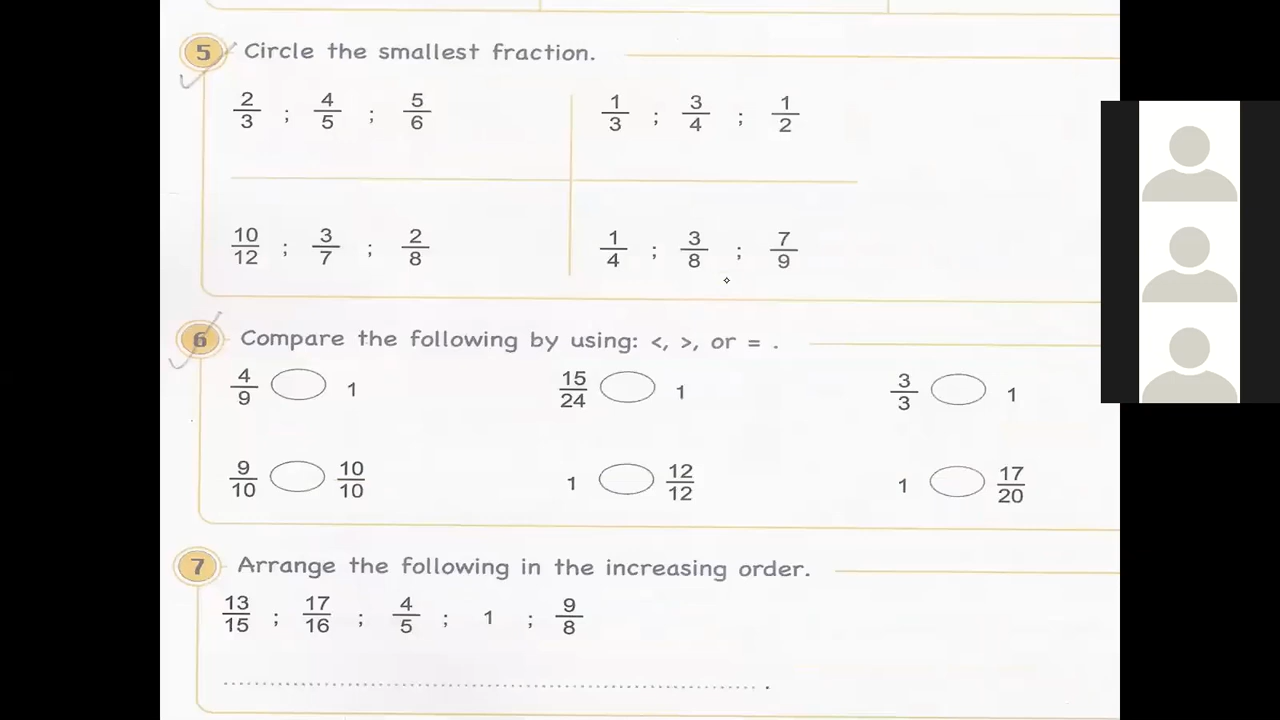 5 Circle the smallest fraction.
2/3 ; 4/5 ; 5/6
1/3 ; 3/4 ; 1/2
10/12 ; 3/7 ; 2/8
1/4 ; 3/8 ; 7/9
6 Compare the following by using: <, >, or = .
4/9 1
15/24 1
3/3 1
9/10 10/10
1 12/12
1 17/20
7 Arrange the following in the increasing order.
13/15 ; 17/16 ; 4/5 ; 1 ; 9/8